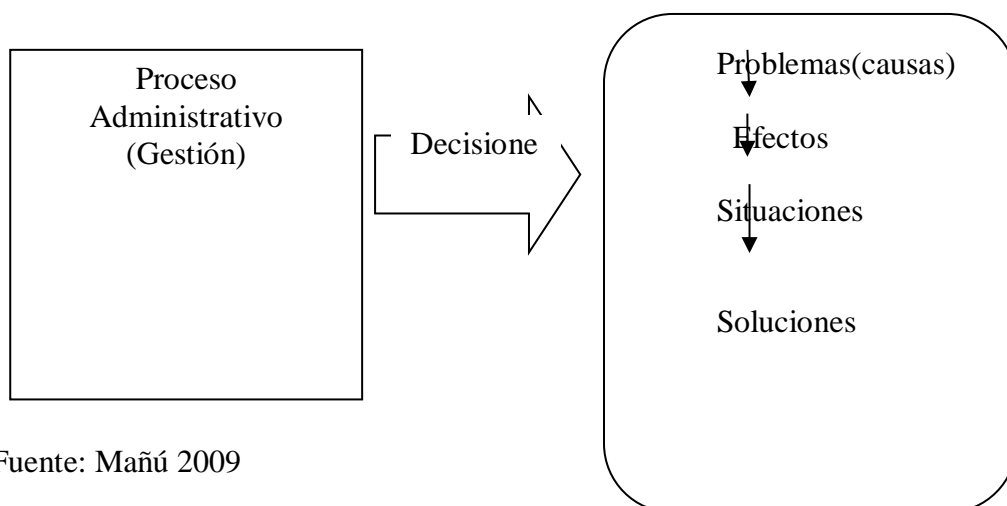 Proceso
Administrativo
(Gestión)
Decisione
Problemas(causas)
Efectos
Situaciones
Soluciones
Fuente: Mañú 2009